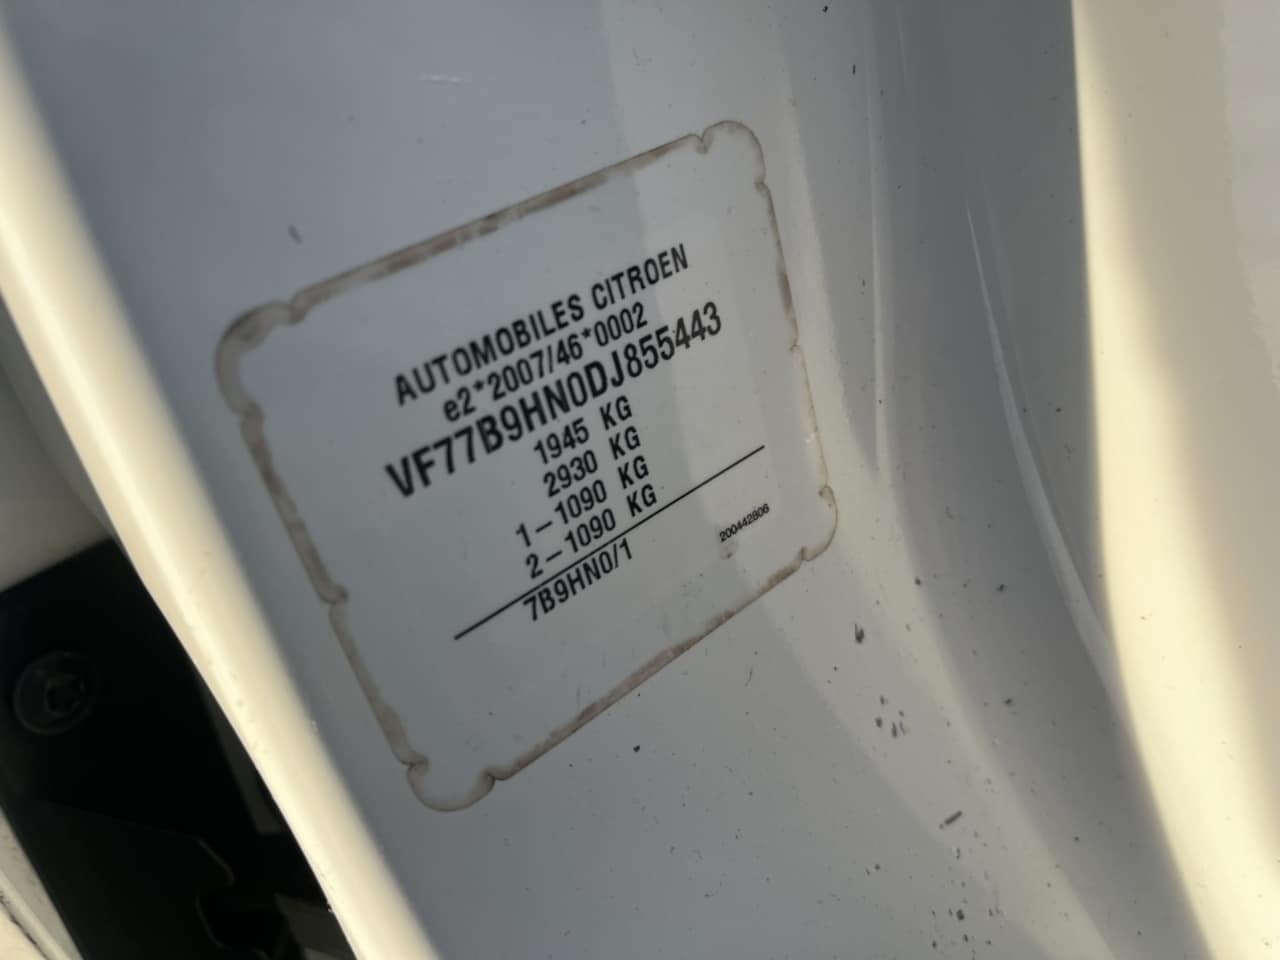 AUTOMOBILES CITROEN
e2*2007/46*0002
VF77B9HN0DJ855443
1945 KG
2930 KG
1-1090 KG
2-1090 KG
7B9HN0/1
200442806